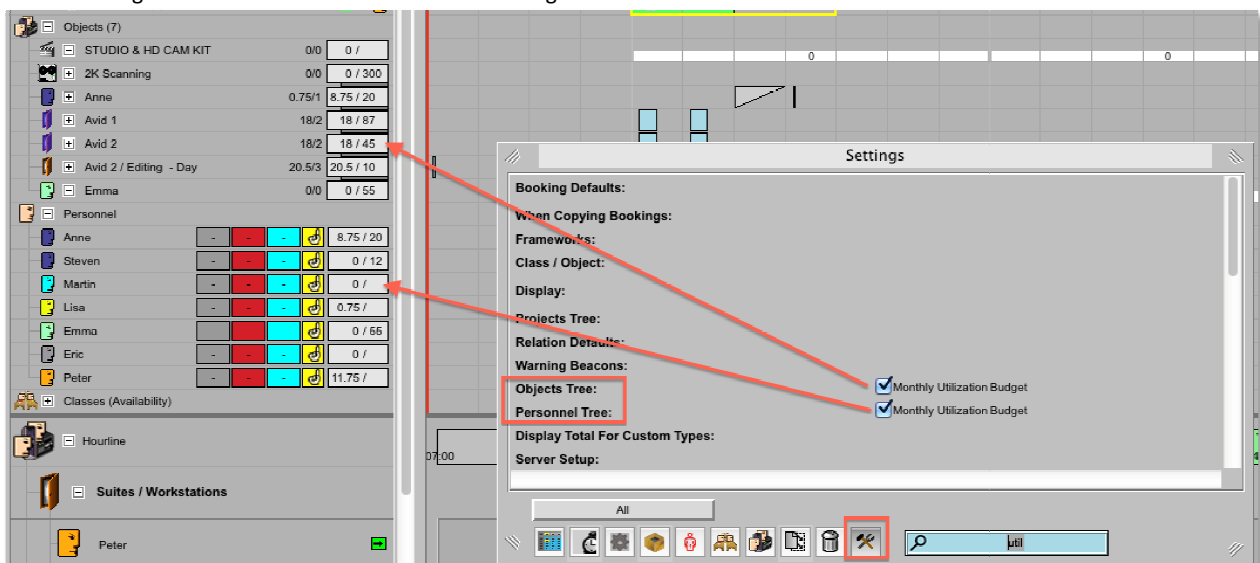 Objects (7)
STUDIO & HD CAM KIT 0/0 0 /
2K Scanning 0/0 0 / 300
Anne 0.75/1 8.75 / 20
Avid 1 18/2 18 / 87
Avid 2 18/2 18 / 45
Avid 2 / Editing - Day 20.5/3 20.5 / 10
Emma 0/0 0 / 55
Personnel
Anne - - - 8.75 / 20
Steven - - - 0 / 12
Martin - - - 0 /
Lisa - - - 0.75 /
Emma - 0 / 55
Eric - - - 0 /
Peter - - - 11.75 /
Classes (Availability)
Hourline
Suites / Workstations
Peter
0 0
07:00
Settings
Booking Defaults:
When Copying Bookings:
Frameworks:
Class / Object:
Display:
Projects Tree:
Relation Defaults:
Warning Beacons:
Objects Tree: Monthly Utilization Budget
Personnel Tree: Monthly Utilization Budget
Display Total For Custom Types:
Server Setup:
All
util